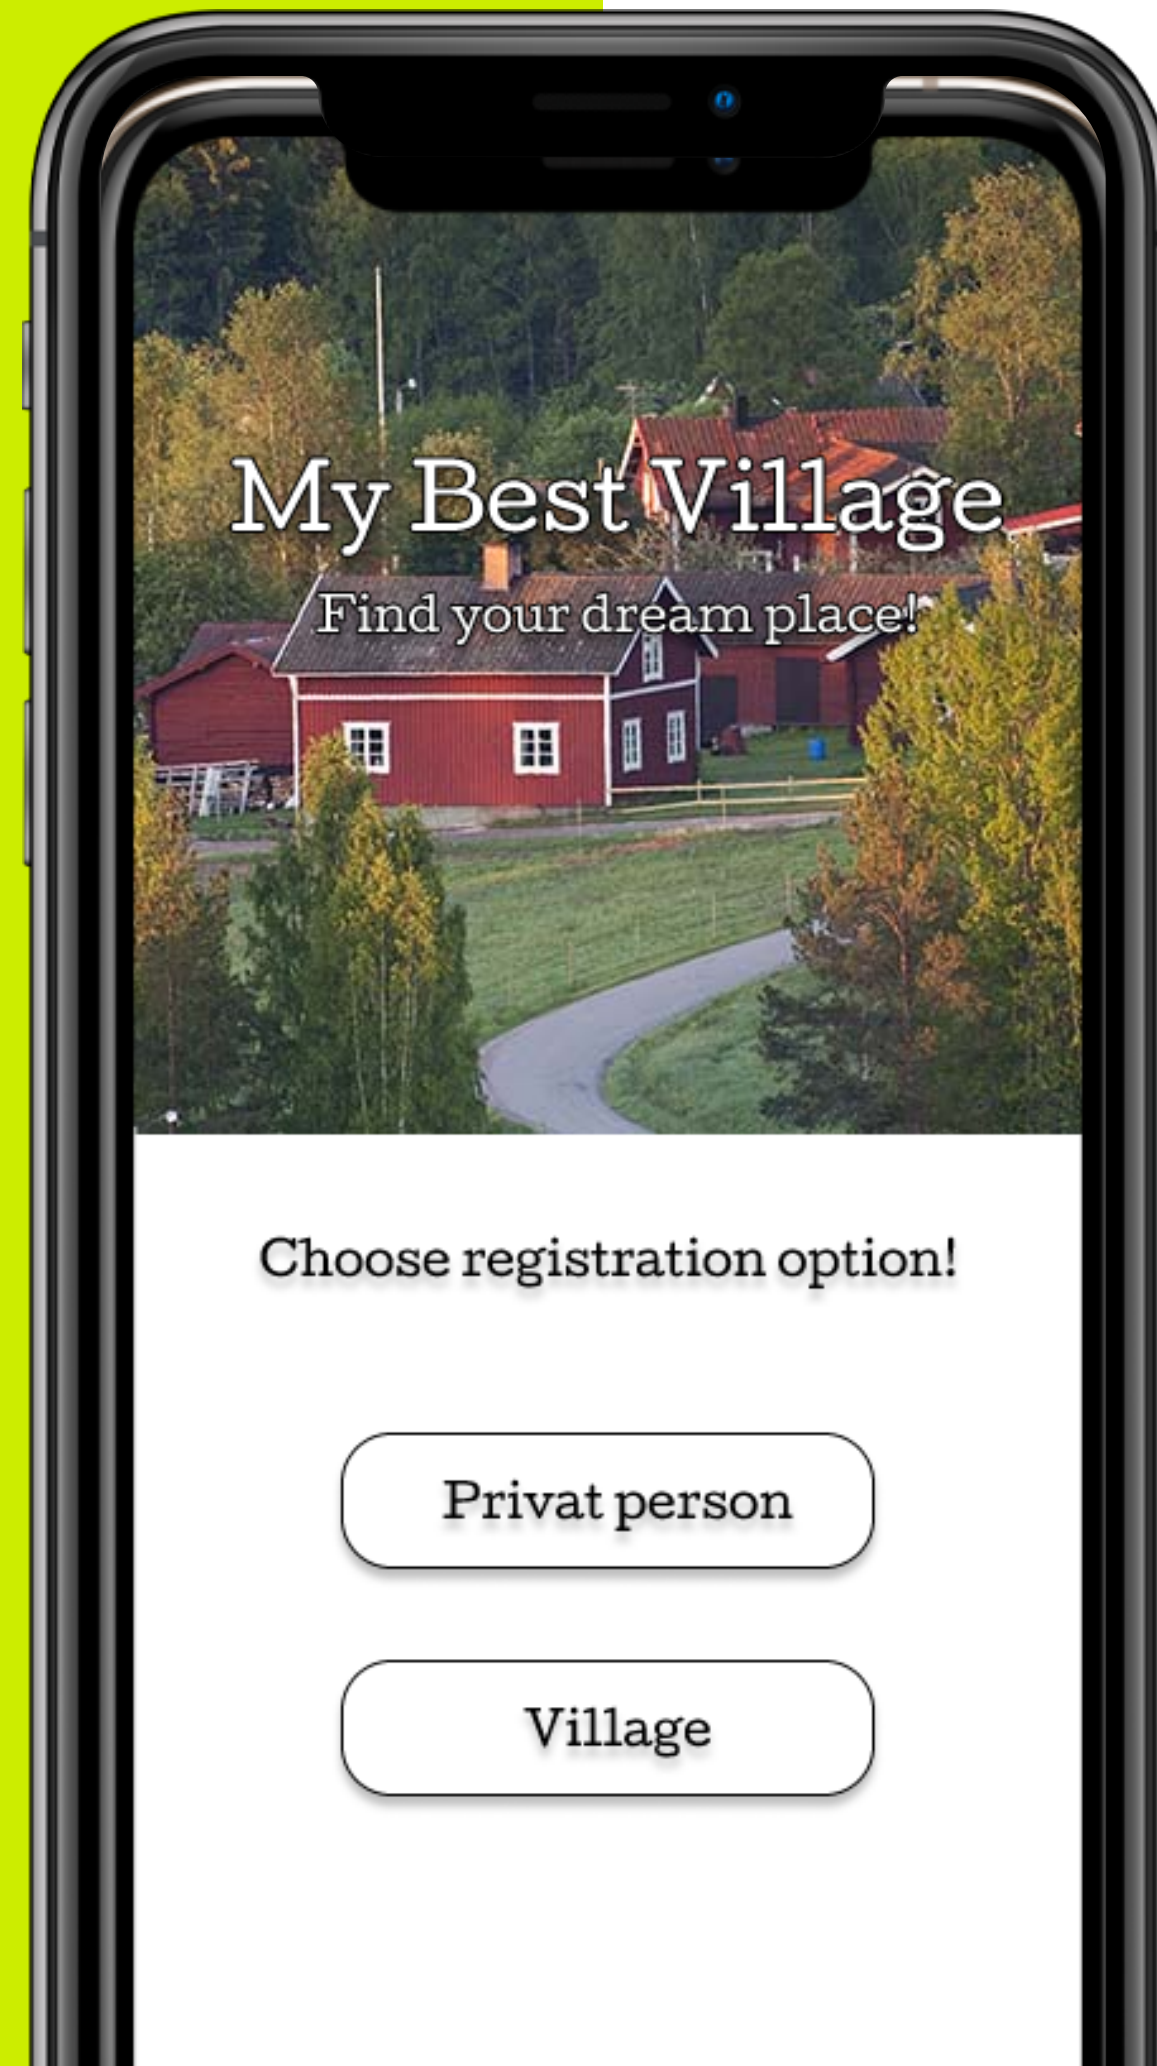 My Best Village
Find your dream place!
Choose registration option!
Privat person
Village